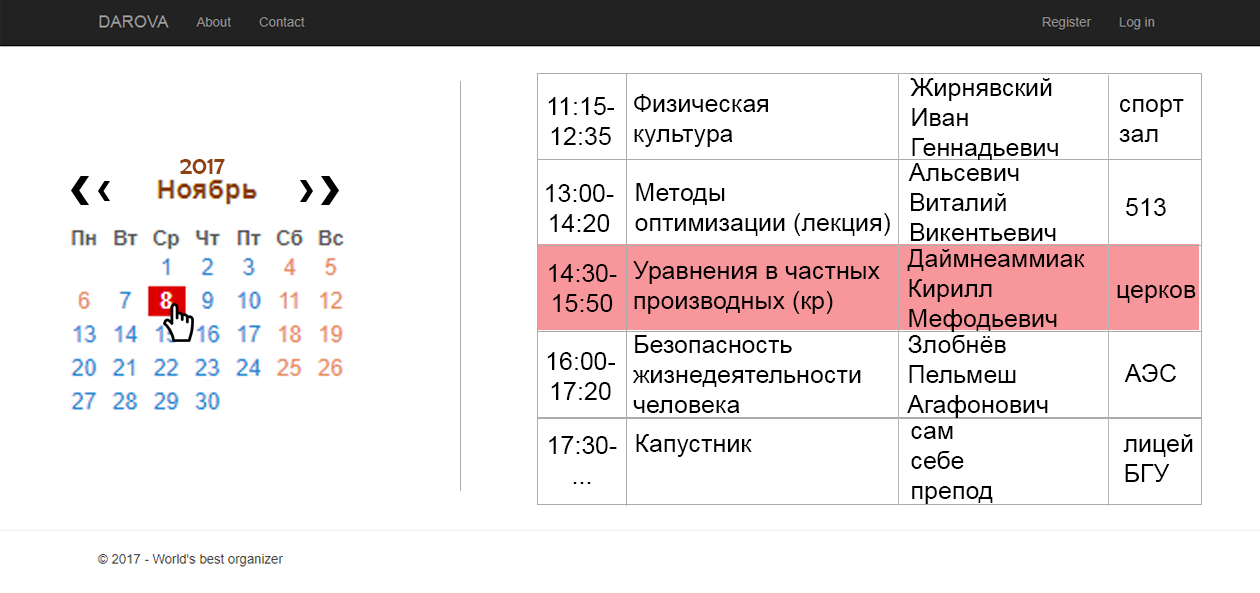 DAROVA About Contact Register Log in
2017
Ноябрь
Пн Вт Ср Чт Пт Сб Вс
1 2 3 4 5
6 7 8 9 10 11 12
13 14 15 16 17 18 19
20 21 22 23 24 25 26
27 28 29 30
11:15-
12:35
Физическая
культура
Жирнявский
Иван
Геннадьевич
спорт
зал
13:00-
14:20
Методы
оптимизации (лекция)
Альсевич
Виталий
Викентьевич
513
14:30-
15:50
Уравнения в частных
производных (кр)
Даймнеаммиак
Кирилл
Мефодьевич
церков
16:00-
17:20
Безопасность
жизнедеятельности
человека
Злобнёв
Пельмеш
Агафонович
АЭС
17:30-
...
Капустник
сам
себе
препод
лицей
БГУ
© 2017 - World's best organizer